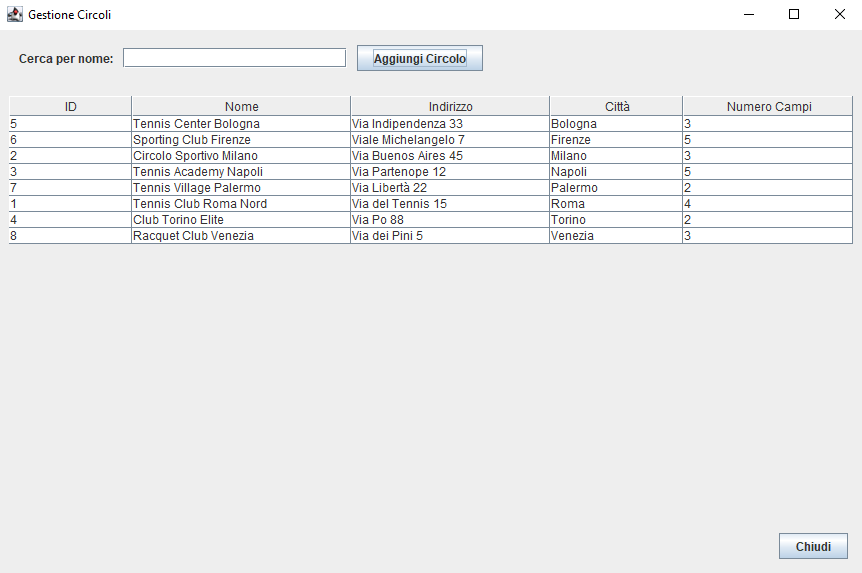 Gestione Circoli
Cerca per nome: Aggiungi Circolo
ID Nome Indirizzo Città Numero Campi
5 Tennis Center Bologna Via Indipendenza 33 Bologna 3
6 Sporting Club Firenze Viale Michelangelo 7 Firenze 5
2 Circolo Sportivo Milano Via Buenos Aires 45 Milano 3
3 Tennis Academy Napoli Via Partenope 12 Napoli 5
7 Tennis Village Palermo Via Libertà 22 Palermo 2
1 Tennis Club Roma Nord Via del Tennis 15 Roma 4
4 Club Torino Elite Via Po 88 Torino 2
8 Racquet Club Venezia Via dei Pini 5 Venezia 3
Chiudi